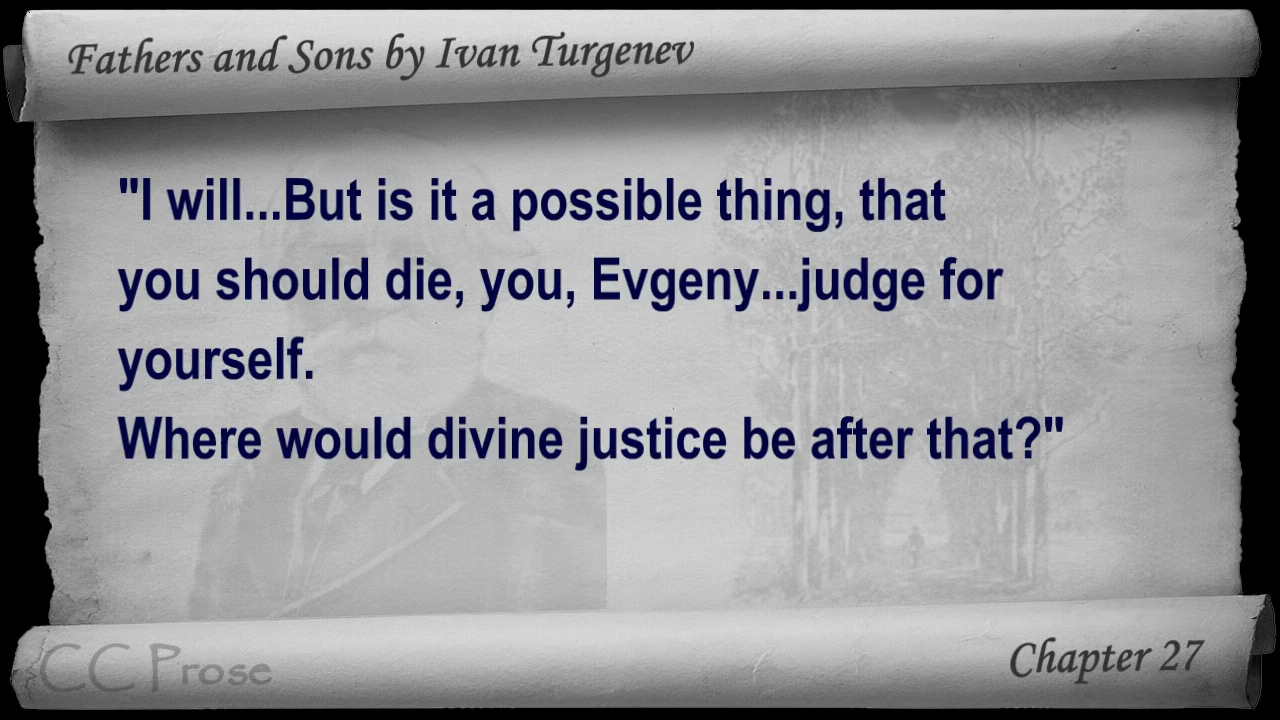 Fathers and Sons by Ivan Turgenev
"I will...But is it a possible thing, that
you should die, you, Evgeny...judge for
yourself.
Where would divine justice be after that?"
CC Prose
Chapter 27